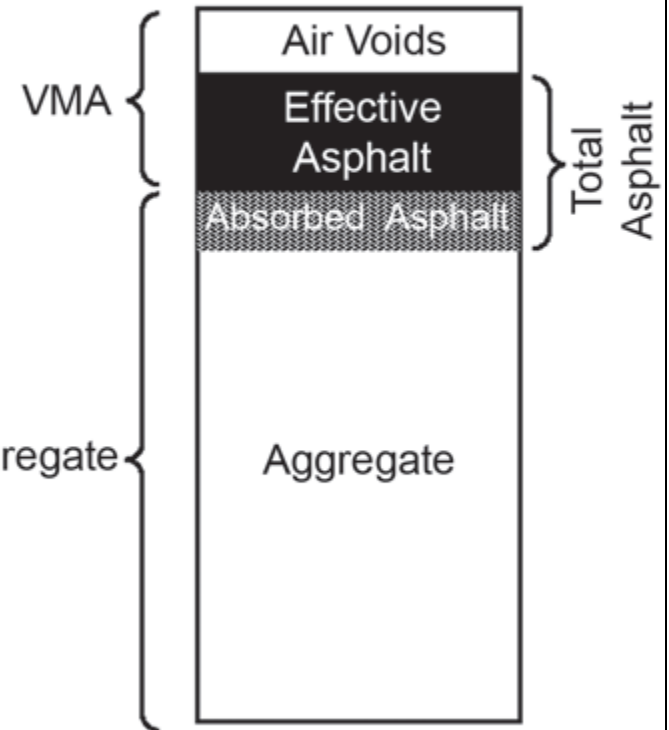 Air Voids
VMA
Effective
Asphalt
Total
Asphalt
Absorbed Asphalt
regate
Aggregate